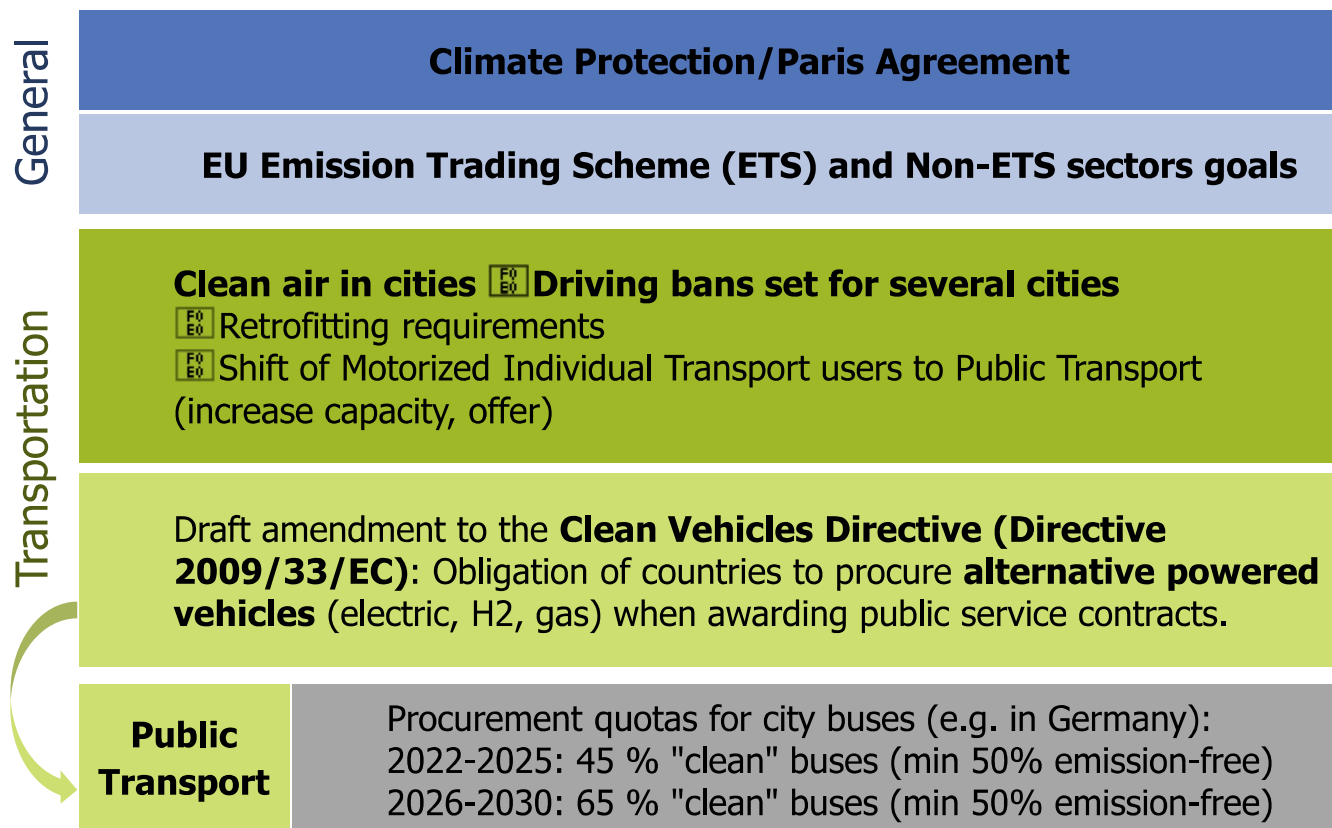 General
Climate Protection/Paris Agreement
EU Emission Trading Scheme (ETS) and Non-ETS sectors goals
Transportation
Clean air in cities Driving bans set for several cities
Retrofitting requirements
Shift of Motorized Individual Transport users to Public Transport
(increase capacity, offer)
Draft amendment to the Clean Vehicles Directive (Directive
2009/33/EC): Obligation of countries to procure alternative powered
vehicles (electric, H2, gas) when awarding public service contracts.
Public
Transport
Procurement quotas for city buses (e.g. in Germany):
2022-2025: 45 % "clean" buses (min 50% emission-free)
2026-2030: 65 % "clean" buses (min 50% emission-free)